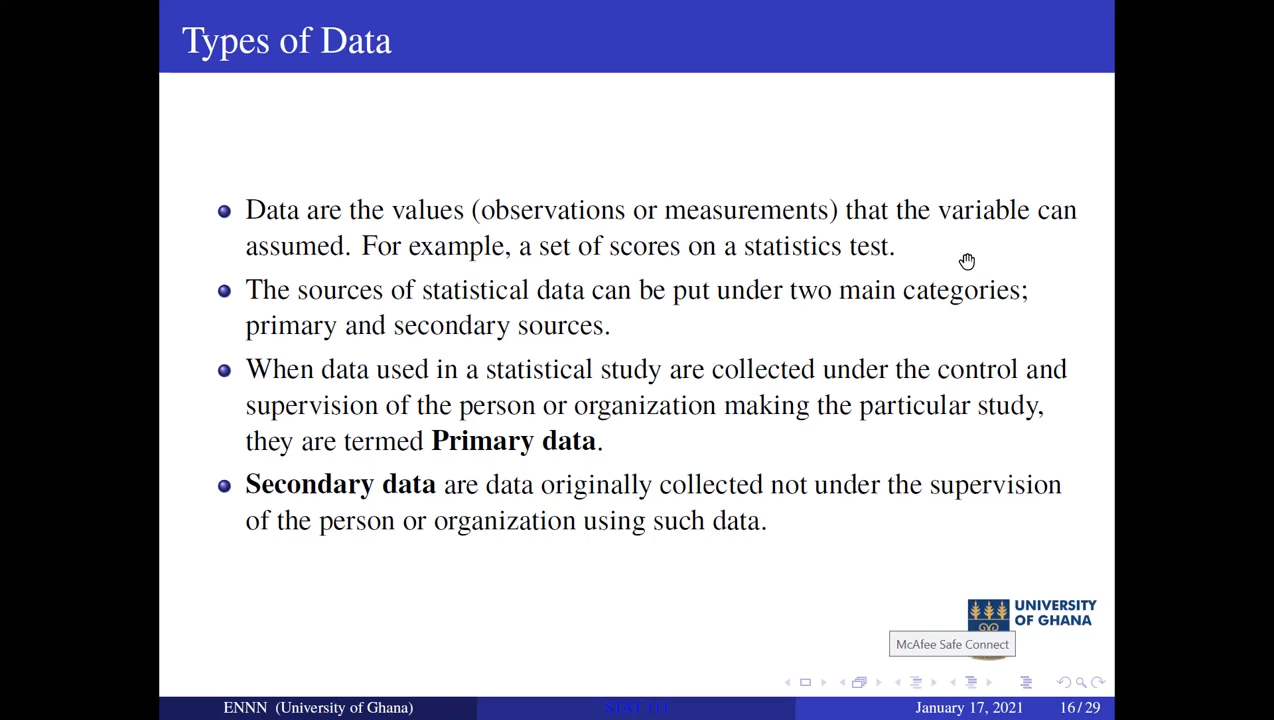 Types of Data
Data are the values (observations or measurements) that the variable can
assumed. For example, a set of scores on a statistics test.
The sources of statistical data can be put under two main categories;
primary and secondary sources.
When data used in a statistical study are collected under the control and
supervision of the person or organization making the particular study,
they are termed Primary data.
Secondary data are data originally collected not under the supervision
of the person or organization using such data.
UNIVERSITY
OF GHANA
McAfee Safe Connect
ENNN (University of Ghana)
STAT 111
January 17, 2021
16 / 29